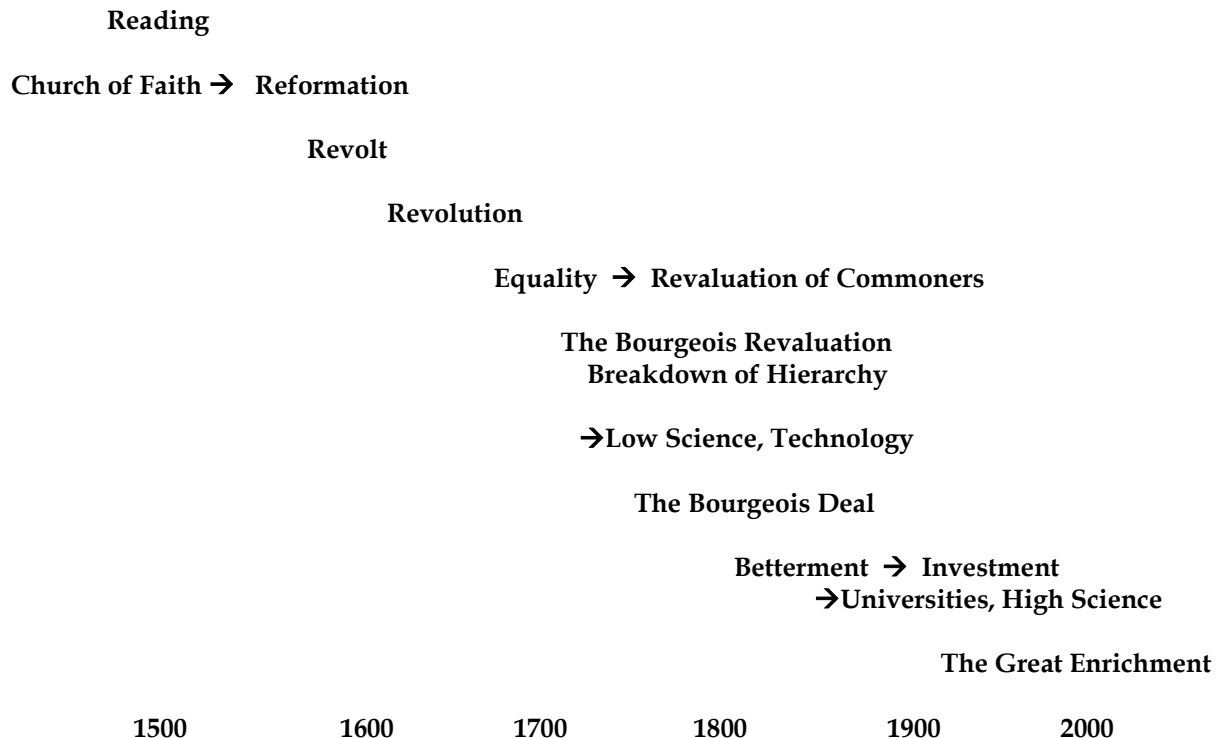 Reading
Church of Faith → Reformation
Revolt
Revolution
Equality → Revaluation of Commoners
The Bourgeois Revaluation
Breakdown of Hierarchy
→Low Science, Technology
The Bourgeois Deal
Betterment → Investment
→Universities, High Science
The Great Enrichment
1500 1600 1700 1800 1900 2000